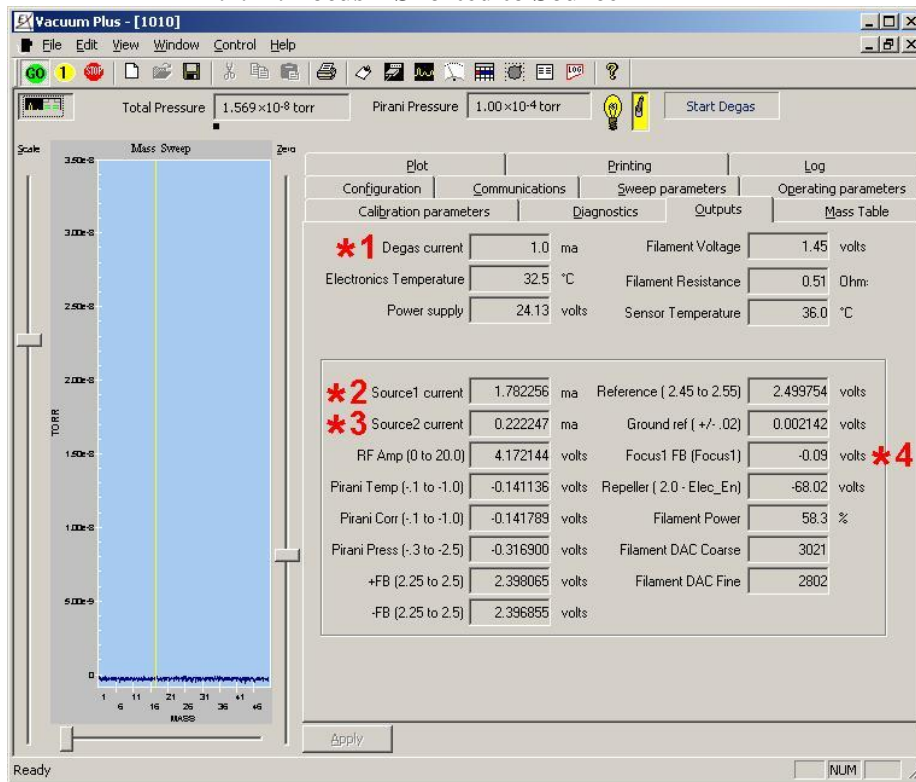 Vacuum Plus - [1010]
File Edit View Window Control Help
GO 1 STOP
Total Pressure 1.569×10-8 torr Pirani Pressure 1.00×10-4 torr Start Degas
Scale Mass Sweep Zero
Plot Printing Log
Configuration Communications Sweep parameters Operating parameters
Calibration parameters Diagnostics Outputs Mass Table
*1 Degas current 1.0 ma Filament Voltage 1.45 volts
Electronics Temperature 32.5 °C Filament Resistance 0.51 Ohm:
Power supply 24.13 volts Sensor Temperature 36.0 °C
*2 Source1 current 1.782256 ma Reference ( 2.45 to 2.55) 2.499754 volts
*3 Source2 current 0.222247 ma Ground ref ( +/- .02) 0.002142 volts
RF Amp (0 to 20.0) 4.172144 volts Focus1 FB (Focus1) -0.09 volts *4
Pirani Temp (-.1 to -1.0) -0.141136 volts Repeller ( 2.0 - Elec_En) -68.02 volts
Pirani Corr (-.1 to -1.0) -0.141789 volts Filament Power 58.3 %
Pirani Press (-.3 to -2.5) -0.316900 volts Filament DAC Coarse 3021
+FB (2.25 to 2.5) 2.398065 volts Filament DAC Fine 2802
-FB (2.25 to 2.5) 2.396855 volts
3.50e-8
3.00e-8
2.50e-8
2.00e-8
1.50e-8
1.00e-8
5.00e-9
0
TORR
1 11 21 31 41
6 16 26 36 46
MASS
Apply
Ready NUM